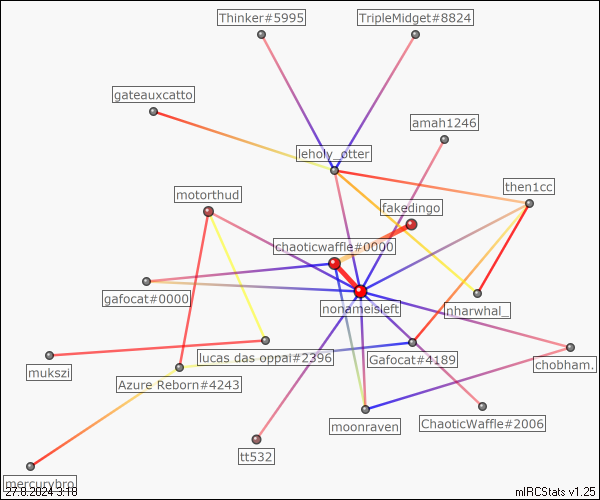 Thinker#5995
TripleMidget#8824
gateauxcatto
amah1246
leholy_otter
motorthud
then1cc
fakedingo
chaoticwaffle#0000
gafocat#0000
nonameisleft
nharwhal_
lucas das oppai#2396
Gafocat#4189
mukszi
chobham.
Azure Reborn#4243
moonraven
ChaoticWaffle#2006
tt532
mercurybro
27.8.2024 3:18
mIRCStats v1.25